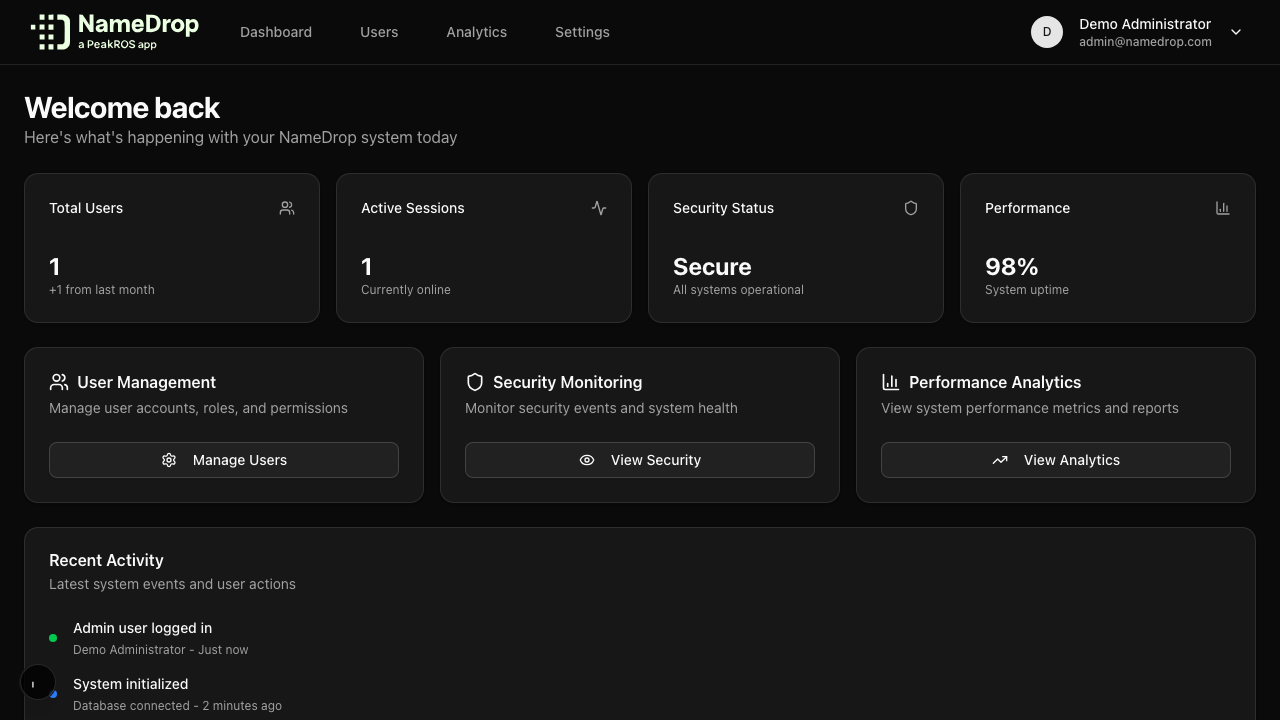 NameDrop
a PeakROS app
Dashboard
Users
Analytics
Settings
D
Demo Administrator
admin@namedrop.com
Welcome back
Here's what's happening with your NameDrop system today
Total Users
1
+1 from last month
Active Sessions
1
Currently online
Security Status
Secure
All systems operational
Performance
98%
System uptime
User Management
Manage user accounts, roles, and permissions
Manage Users
Security Monitoring
Monitor security events and system health
View Security
Performance Analytics
View system performance metrics and reports
View Analytics
Recent Activity
Latest system events and user actions
Admin user logged in
Demo Administrator - Just now
System initialized
Database connected - 2 minutes ago